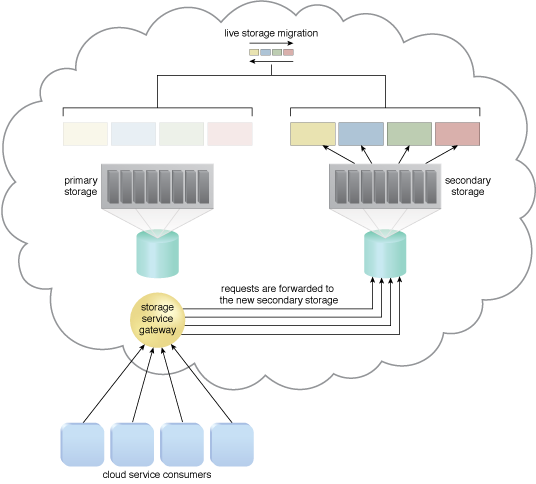 live storage migration
primary
storage
secondary
storage
requests are forwarded to
the new secondary storage
storage
service
gateway
cloud service consumers